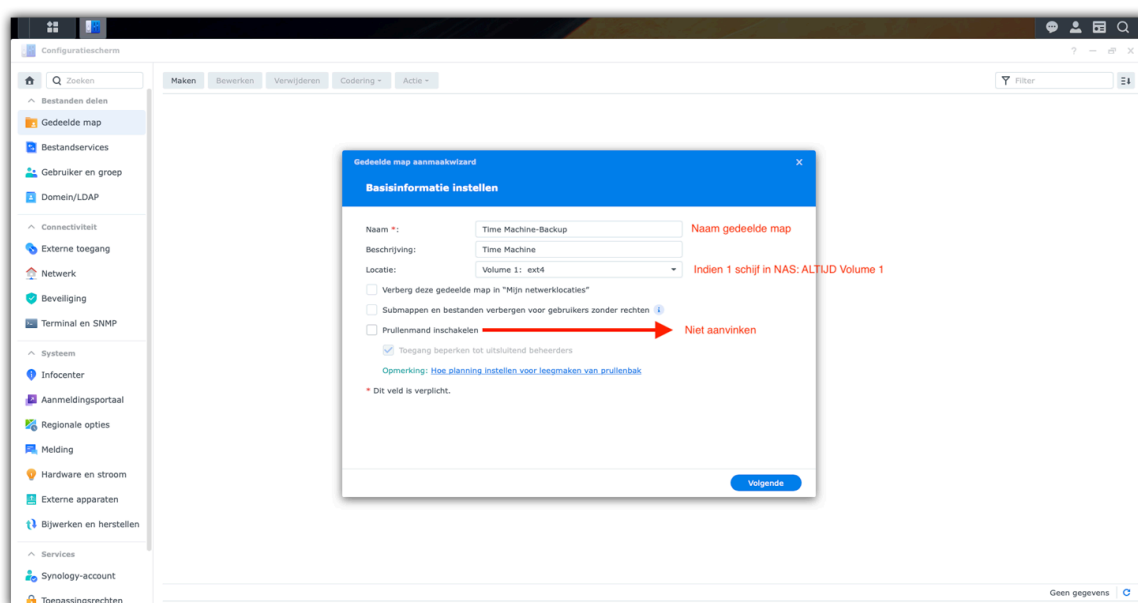 Configuratiescherm
Zoeken
Maken Bewerken Verwijderen Codering Actie
Filter
Bestanden delen
Gedeelde map
Bestandservices
Gebruiker en groep
Domein/LDAP
Connectiviteit
Externe toegang
Netwerk
Beveiliging
Terminal en SNMP
Systeem
Infocenter
Aanmeldingsportaal
Regionale opties
Melding
Hardware en stroom
Externe apparaten
Bijwerken en herstellen
Services
Synology-account
Toepassingsrechten
Gedeelde map aanmaakwizard
Basisinformatie instellen
Naam *: Time Machine-Backup Naam gedeelde map
Beschrijving: Time Machine
Locatie: Volume 1: ext4 Indien 1 schijf in NAS: ALTIJD Volume 1
Verberg deze gedeelde map in "Mijn netwerklocaties"
Submappen en bestanden verbergen voor gebruikers zonder rechten i
Prullenmand inschakelen Niet aanvinken
Toegang beperken tot uitsluitend beheerders
Opmerking: Hoe planning instellen voor leegmaken van prullenbak
* Dit veld is verplicht.
Volgende
Geen gegevens